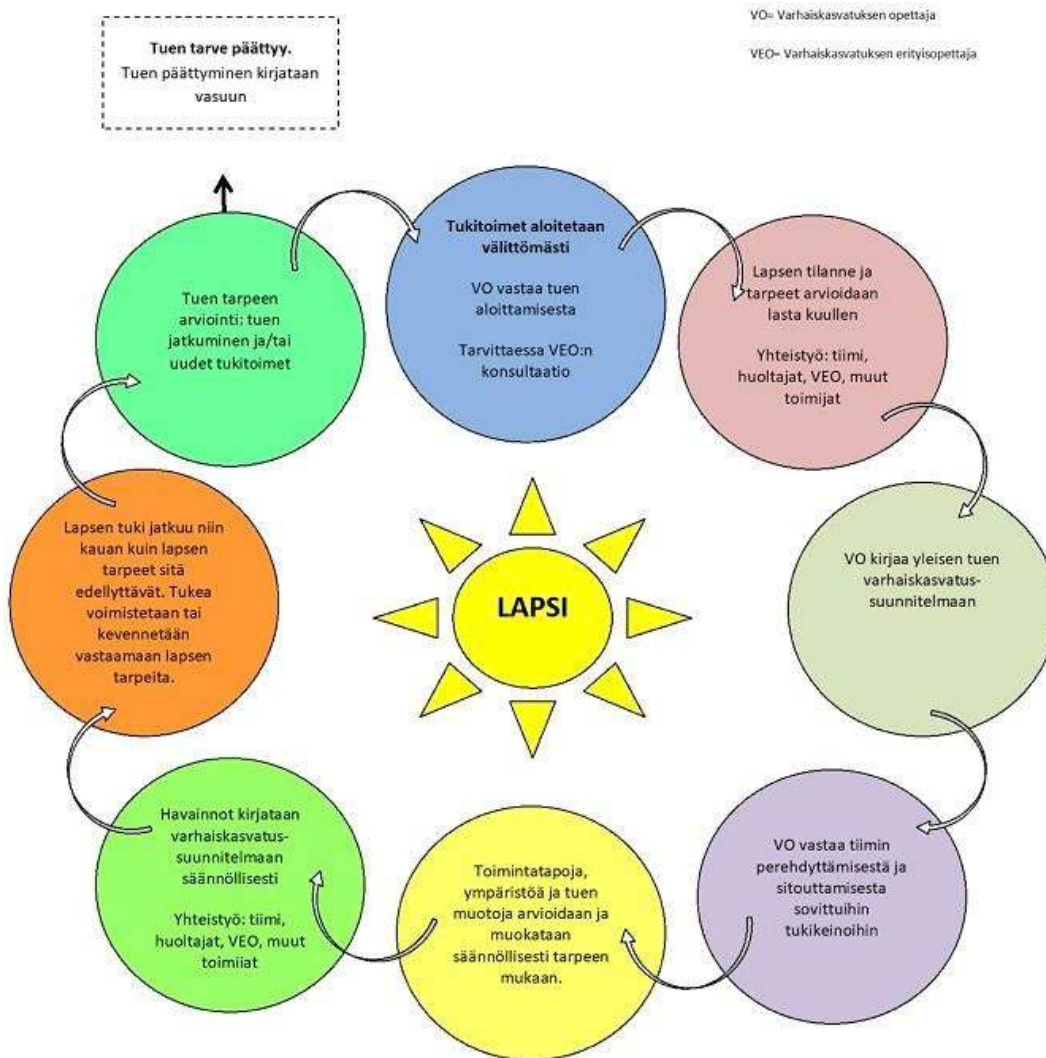 VO= Varhaiskasvatuksen opettaja
VEO= Varhaiskasvatuksen erityisopettaja
Tuen tarve päättyy.
Tuen päättyminen kirjataan
vasuun
Tukitoimet aloitetaan
välittömästi
VO vastaa tuen
aloittamisesta
Tarvittaessa VEO:n
konsultaatio
Lapsen tilanne ja
tarpeet arvioidaan
lasta kuullen
Yhteistyö: tiimi,
huoltajat, VEO, muut
toimijat
VO kirjaa yleisen tuen
varhaiskasvatus-
suunnitelmaan
VO vastaa tiimin
perehdyttämisestä ja
sitouttamisesta
sovittuihin
tukikeinoihin
Toimintatapoja,
ympäristöä ja tuen
muotoja arvioidaan ja
muokataan
säännöllisesti tarpeen
mukaan.
Havainnot kirjataan
varhaiskasvatus-
suunnitelmaan
säännöllisesti
Yhteistyö: tiimi,
huoltajat, VEO, muut
toimijat
Lapsen tuki jatkuu niin
kauan kuin lapsen
tarpeet sitä
edellyttävät. Tukea
voimistetaan tai
kevennetään
vastaamaan lapsen
tarpeita.
Tuen tarpeen
arviointi: tuen
jatkuminen ja/tai
uudet tukitoimet
LAPSI